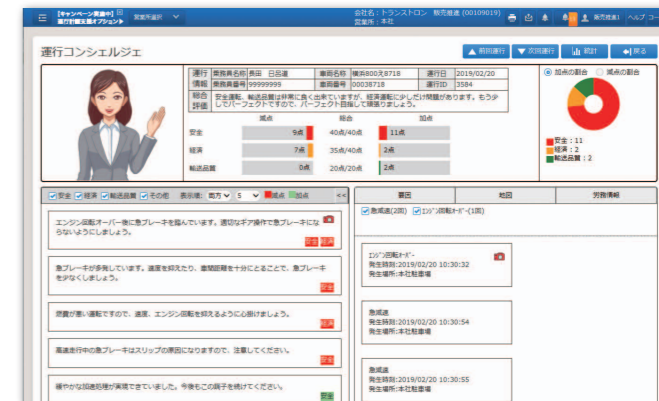 【キャンペーン実施中】
運行計画支援オプション▶
営業所選択
会社名：トランストロン 販売推進 (00109019)
営業所：本社
販売推進1 ヘルプ コー
運行コンシェルジェ
前回運行 次回運行 統計 戻る
運行情報 乗務員名称 長田 日出雄 車両名称 横浜800え8718 運行日 2019/02/20
乗務員番号 99999999 車両番号 00038718 運行ID 3584
総合評価 安全運転、輸送品質は非常に良く出来ていますが、経済運転に少しだけ問題があります。もう少
しでパーフェクトですので、パーフェクト目指して頑張りましょう。
減点 総合 加点
安全 9点 40点/40点 11点
経済 7点 35点/40点 2点
輸送品質 0点 20点/20点 2点
加点の割合 減点の割合
安全：11
経済：2
輸送品質：2
安全 経済 輸送品質 その他 表示順: 両方 5 減点 加点 <<
エンジン回転オーバー後に急ブレーキを踏んでいます。適切なギア操作で急ブレーキにな
らないようにしましょう。
安全 経済
急ブレーキが多発しています。速度を抑えたり、車間距離を十分にとることで、急ブレーキ
を少なくしましょう。
安全
燃費が悪い運転ですので、速度、エンジン回転を抑えるように心掛けましょう。
経済
高速走行中の急ブレーキはスリップの原因になりますので、注意してください。
安全
緩やかな加速処理が実現できていました。今後もこの調子を続けてください。
安全
要因 地図 労務情報
急減速(2回) エンジン回転オーバー(1回)
エンジン回転オーバー
発生時刻:2019/02/20 10:30:32
発生場所:本社駐車場
急減速
発生時刻:2019/02/20 10:30:54
発生場所:本社駐車場
急減速
発生時刻:2019/02/20 10:30:55
発生場所:本社駐車場